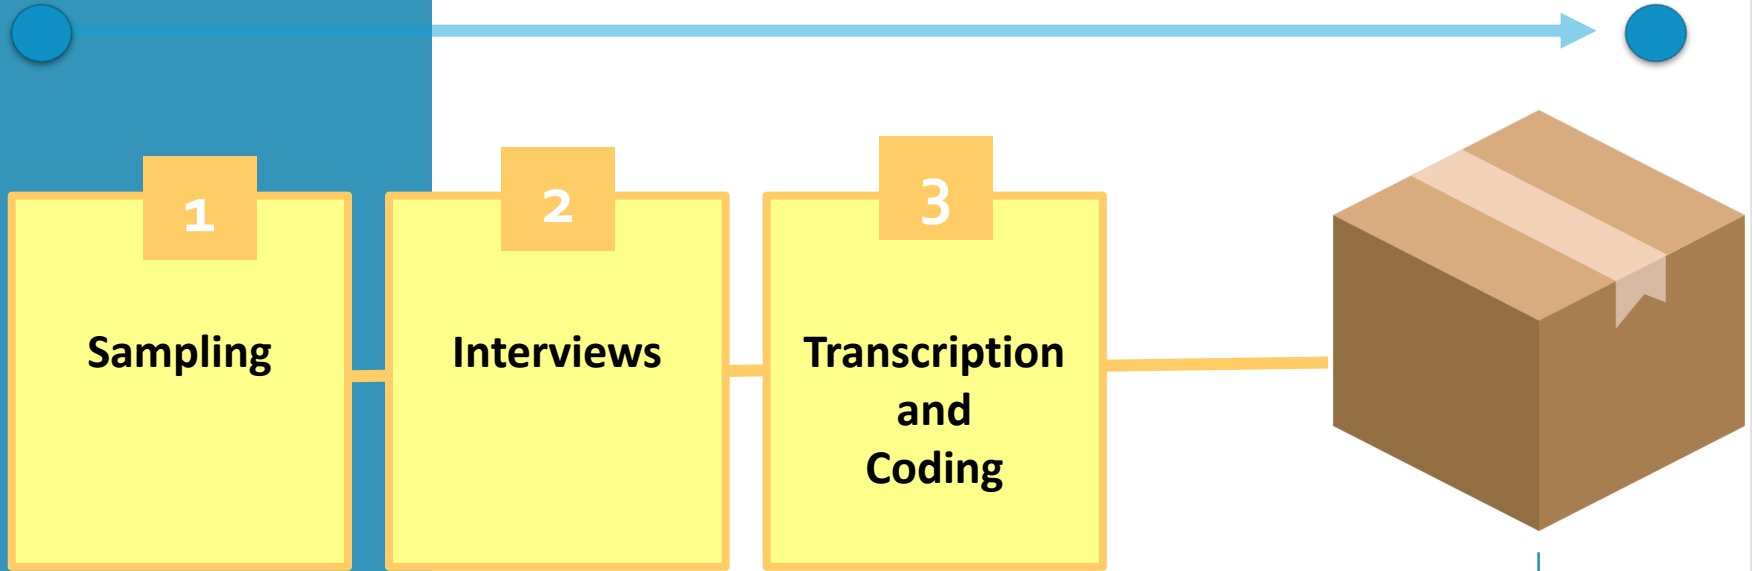 1
Sampling
2
Interviews
3
Transcription
and
Coding